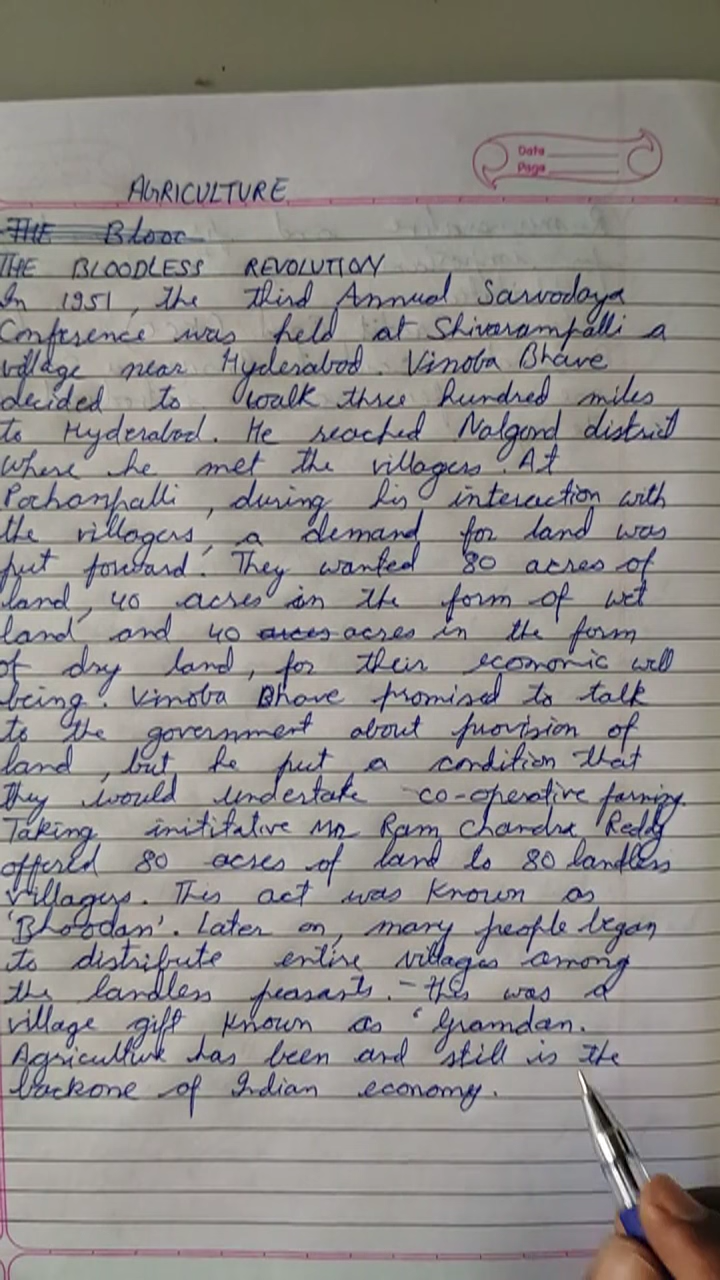 Date
Page
AGRICULTURE
THE Blooc
THE BLOODLESS REVOLUTION
In 1951, the third Annual Sarvodaya
Conference was held at Shivarampalli a
village near Hyderabad. Vinoba Bhave
decided to walk three hundred miles
to Hyderabad. He reached Nalgond district
where he met the villagers. At
Pochampalli, during his interaction with
the villagers, a demand for land was
put forward. They wanted 80 acres of
land, 40 acres in the form of wet
land and 40 acres acres in the form
of dry land, for their economic well
being. Vinoba Bhave promised to talk
to the government about provision of
land, but he put a condition that
they would undertake co-operative farming.
Taking inititative Mr Ram Chandra Reddy
offered 80 acres of land to 80 landless
villagers. This act was known as
'Bhoodan'. Later on, many people began
to distribute entire villages among
the landless peasants. - This was a
village gift known as 'Gramdan.
Agriculture has been and still is the
backone of Indian economy.